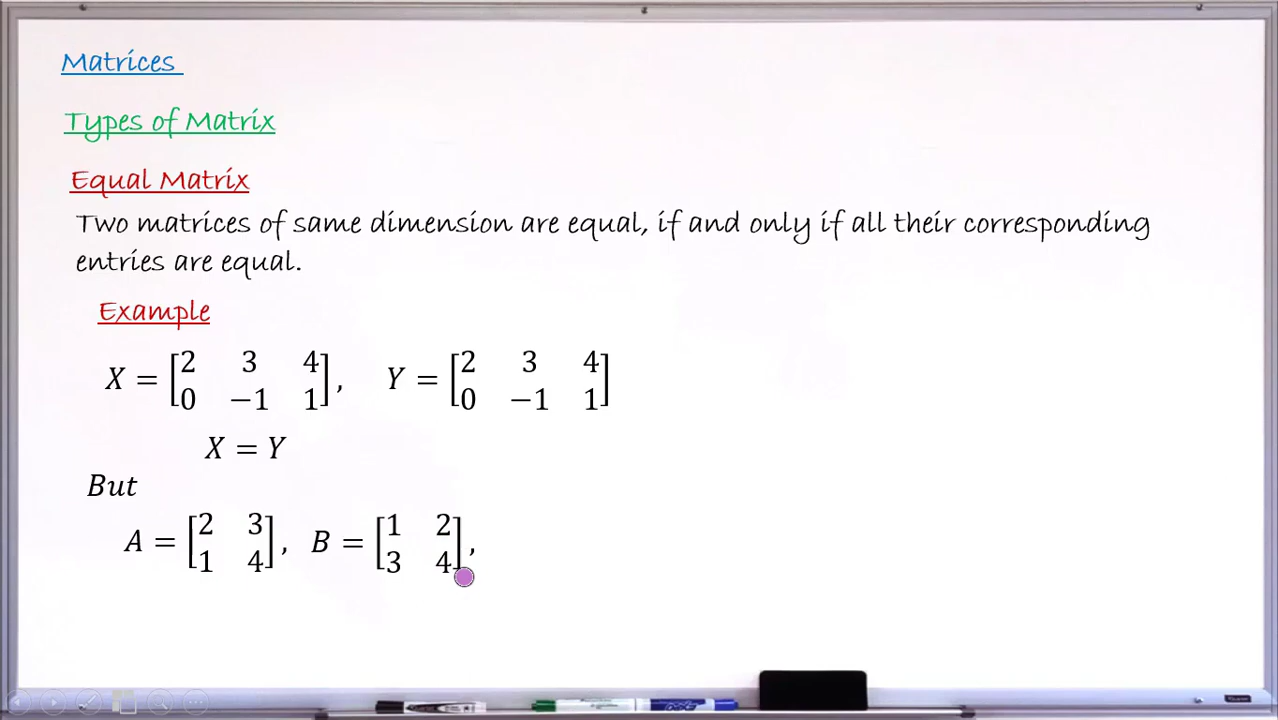 Matrices
Types of Matrix
Equal Matrix
Two matrices of same dimension are equal, if and only if all their corresponding
entries are equal.
Example
X = [2 3 4
0 −1 1], Y = [2 3 4
0 −1 1]
X = Y
But
A = [2 3
1 4], B = [1 2
3 4],